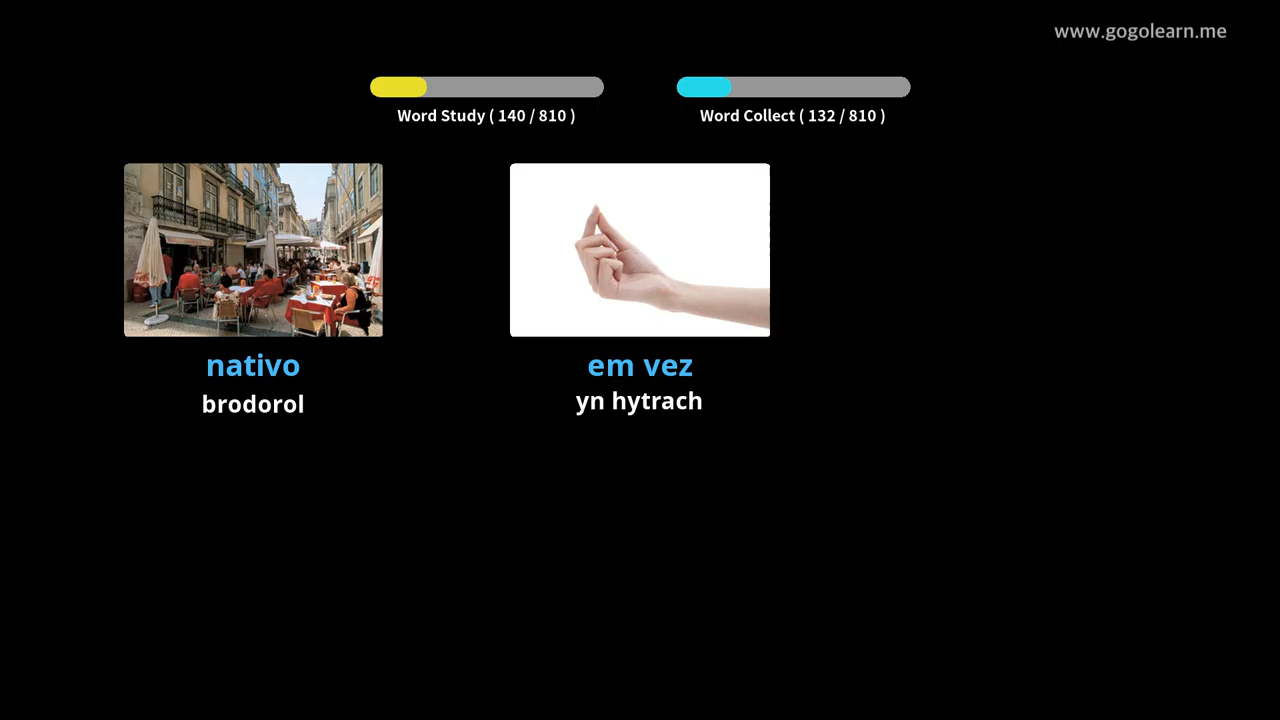 www.gogolearn.me
Word Study ( 140 / 810 )
Word Collect ( 132 / 810 )
nativo
brodorol
em vez
yn hytrach